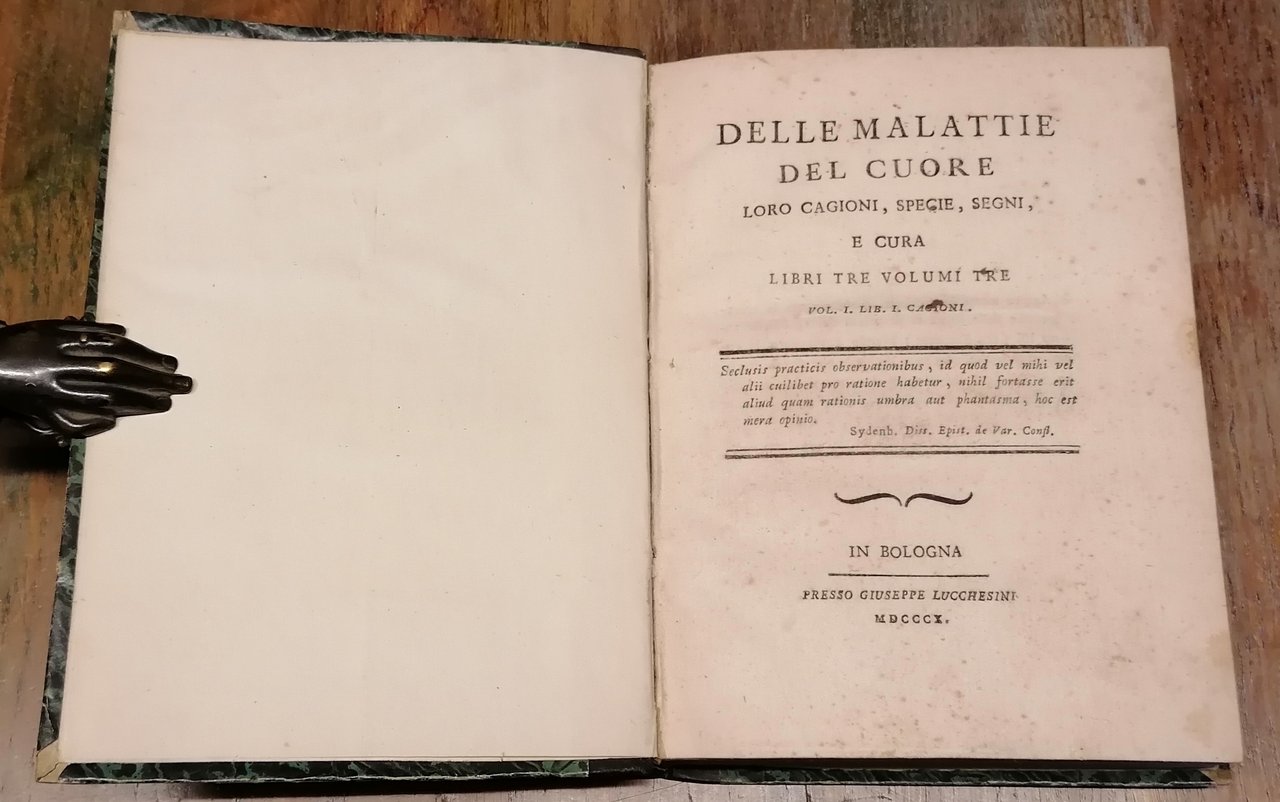 DELLE MALATTIE
DEL CUORE
LORO CAGIONI, SPECIE, SEGNI,
E CURA
LIBRI TRE VOLUMI TRE
VOL. I. LIB. I. CAGIONI.
Seclusis practicis observationibus, id quod vel mihi vel
alii cuilibet pro ratione habetur, nihil fortasse erit
aliud quam rationis umbra aut phantasma, hoc est
mera opinio.
Sydenh. Diss. Epist. de Var. Confl.
IN BOLOGNA
PRESSO GIUSEPPE LUCCHESINI
MDCCCX.